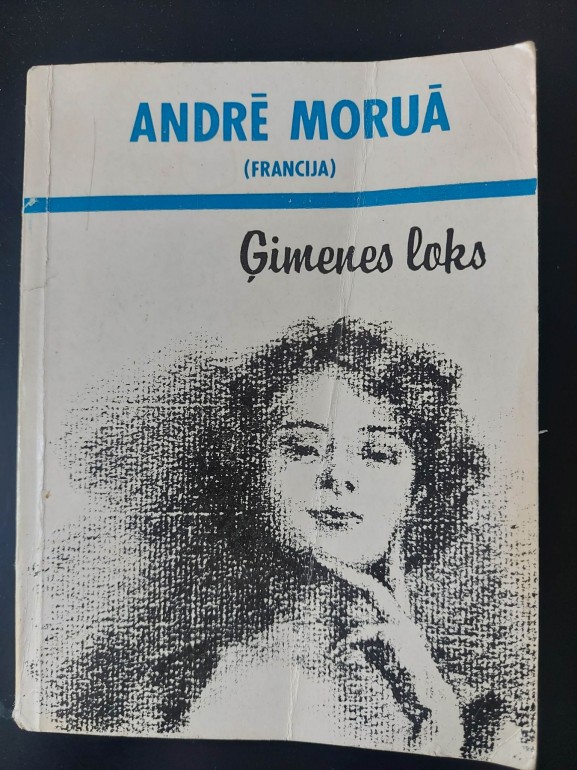 ANDRĒ MORUĀ
(FRANCIJA)
Ģimenes loks